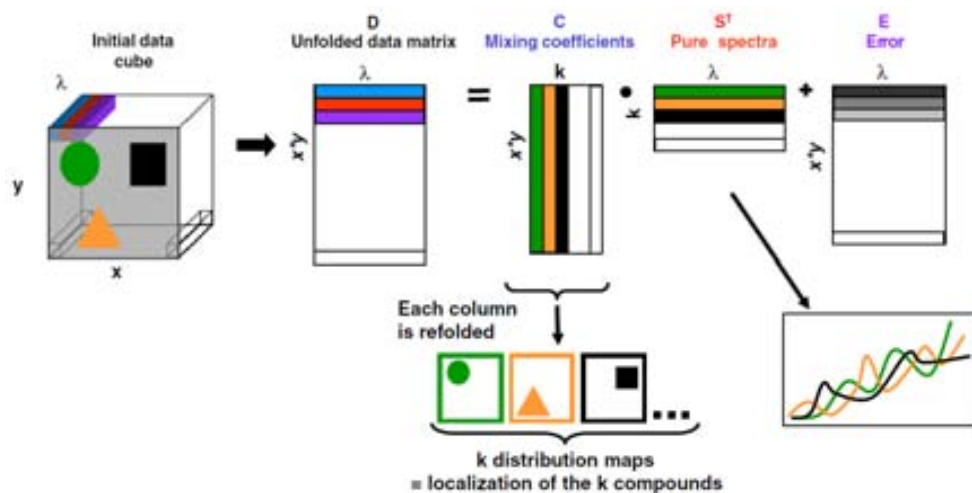 Initial data
cube
λ
y
x
D
Unfolded data matrix
λ
x*y
=
C
Mixing coefficients
k
x*y
•
Sᵀ
Pure spectra
λ
k
+
E
Error
λ
x*y
Each column
is refolded
...
k distribution maps
= localization of the k compounds